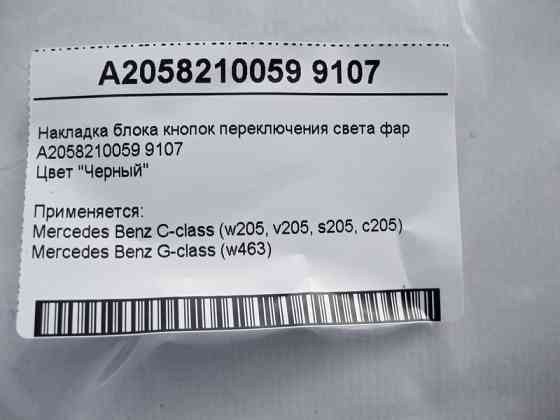 A2058210059 9107
Накладка блока кнопок переключения света фар
A2058210059 9107
Цвет "Черный"
Применяется:
Mercedes Benz C-class (w205, v205, s205, c205)
Mercedes Benz G-class (w463)